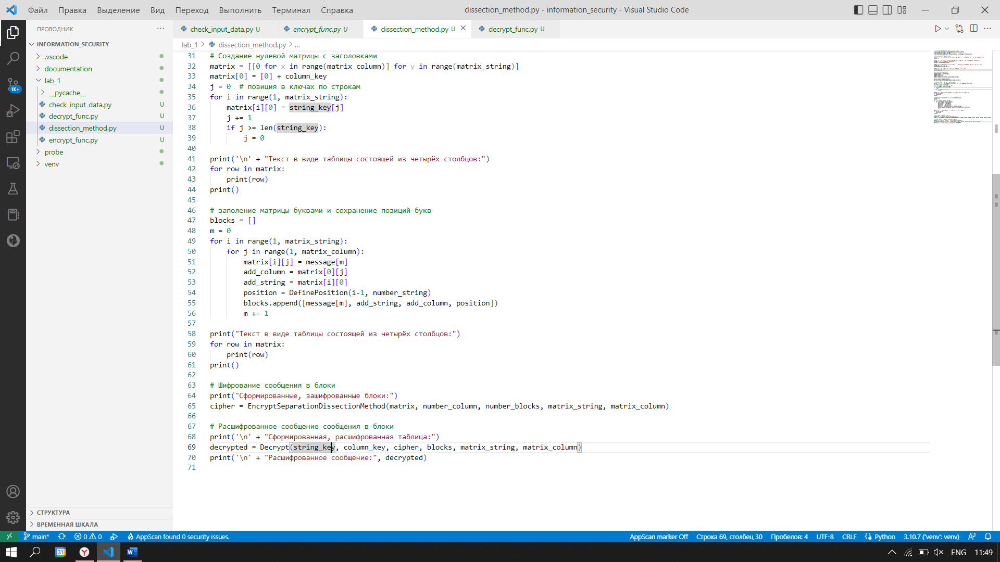 Файл Правка Выделение Вид Переход Выполнить Терминал Справка
dissection_method.py - information_security - Visual Studio Code
ПРОВОДНИК
INFORMATION_SECURITY
.vscode
documentation
lab_1
__pycache__
check_input_data.py U
decrypt_func.py U
dissection_method.py U
encrypt_func.py U
probe
venv
СТРУКТУРА
ВРЕМЕННАЯ ШКАЛА
1K+
check_input_data.py U encrypt_func.py U dissection_method.py U decrypt_func.py U
lab_1 > dissection_method.py > ...
31 # Создание нулевой матрицы с заголовками
32 matrix = [[0 for x in range(matrix_column)] for y in range(matrix_string)]
33 matrix[0] = [0] + column_key
34 j = 0  # позиция в ключах по строкам
35 for i in range(1, matrix_string):
36     matrix[i][0] = string_key[j]
37     j += 1
38     if j >= len(string_key):
39         j = 0
40
41 print('\n' + "Текст в виде таблицы состоящей из четырёх столбцов:")
42 for row in matrix:
43     print(row)
44 print()
45
46 # заполение матрицы буквами и сохранение позиций букв
47 blocks = []
48 m = 0
49 for i in range(1, matrix_string):
50     for j in range(1, matrix_column):
51         matrix[i][j] = message[m]
52         add_column = matrix[0][j]
53         add_string = matrix[i][0]
54         position = DefinePosition(i-1, number_string)
55         blocks.append([message[m], add_string, add_column, position])
56         m += 1
57
58 print("Текст в виде таблицы состоящей из четырёх столбцов:")
59 for row in matrix:
60     print(row)
61 print()
62
63 # Шифрование сообщения в блоки
64 print("Сформированные, зашифрованные блоки:")
65 cipher = EncryptSeparationDissectionMethod(matrix, number_column, number_blocks, matrix_string, matrix_column)
66
67 # Расшифрованное сообщение сообщения в блоки
68 print('\n' + "Сформированная, расшифрованная таблица:")
69 decrypted = Decrypt(string_key, column_key, cipher, blocks, matrix_string, matrix_column)
70 print('\n' + "Расшифрованное сообщение:", decrypted)
71
main* 0 0 AppScan found 0 security issues. AppScan marker Off Строка 69, столбец 30 Пробелов: 4 UTF-8 CRLF Python 3.10.7 ('venv': venv)
31 ENG 11:49